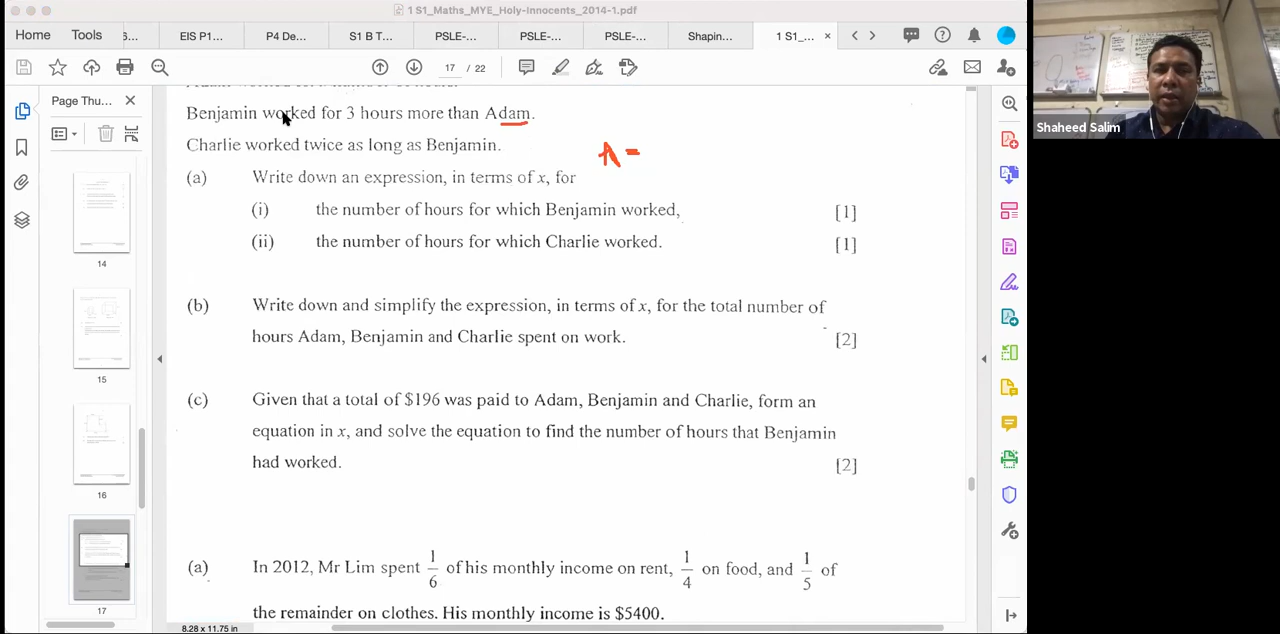 1 S1_Maths_MYE_Holy-Innocents_2014-1.pdf
Home Tools S... EIS P1... P4 De... S1 B T... PSLE-... PSLE-... PSLE-... Shapin... 1 S1_... ×
17 22
Page Thu... ×
Benjamin worked for 3 hours more than Adam.
Charlie worked twice as long as Benjamin.
A =
(a) Write down an expression, in terms of x, for
(i) the number of hours for which Benjamin worked, [1]
(ii) the number of hours for which Charlie worked. [1]
(b) Write down and simplify the expression, in terms of x, for the total number of
hours Adam, Benjamin and Charlie spent on work. [2]
(c) Given that a total of $196 was paid to Adam, Benjamin and Charlie, form an
equation in x, and solve the equation to find the number of hours that Benjamin
had worked. [2]
(a) In 2012, Mr Lim spent 1/6 of his monthly income on rent, 1/4 on food, and 1/5 of
the remainder on clothes. His monthly income is $5400.
14
15
16
17
8.28 x 11.75 in
Shaheed Salim